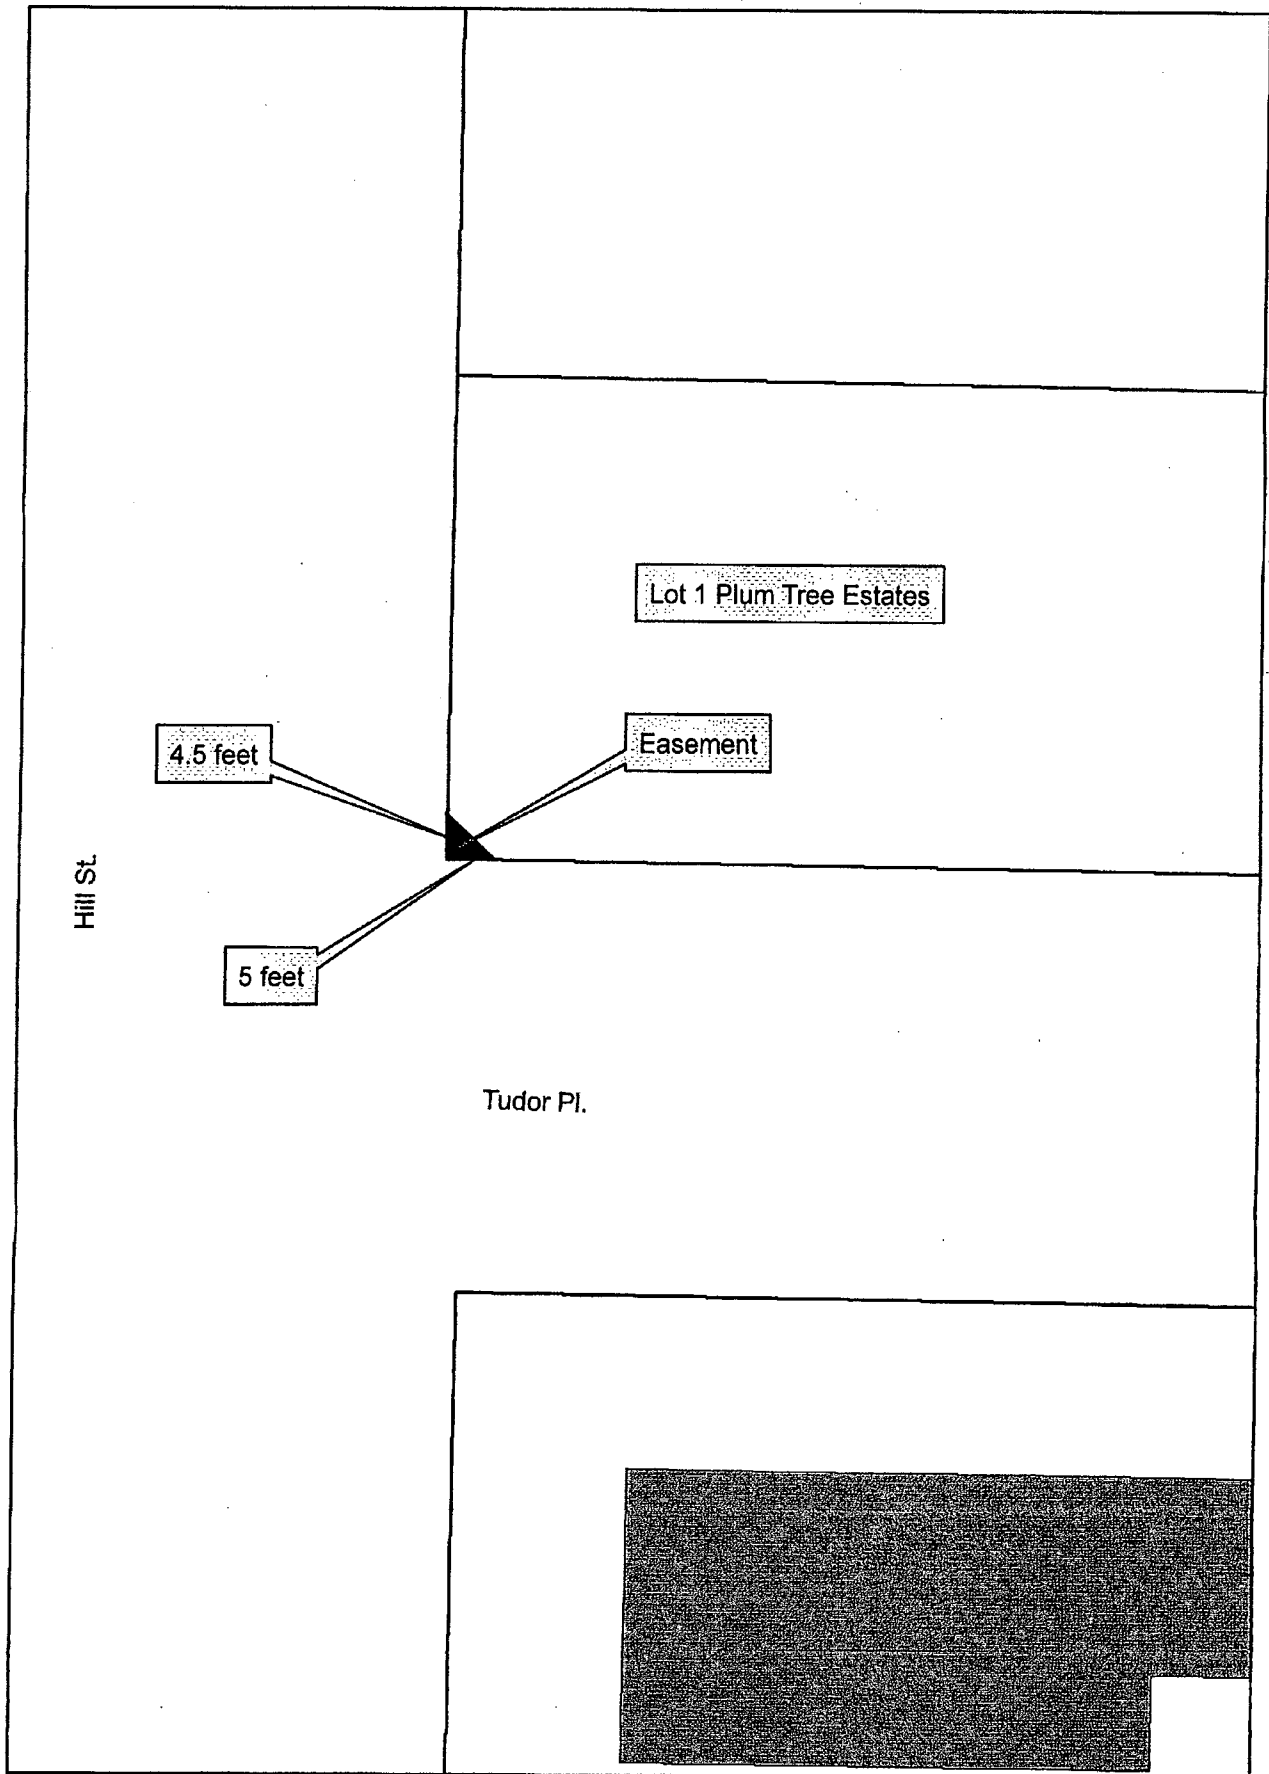 Lot 1 Plum Tree Estates
Easement
4.5 feet
Hill St.
5 feet
Tudor Pl.